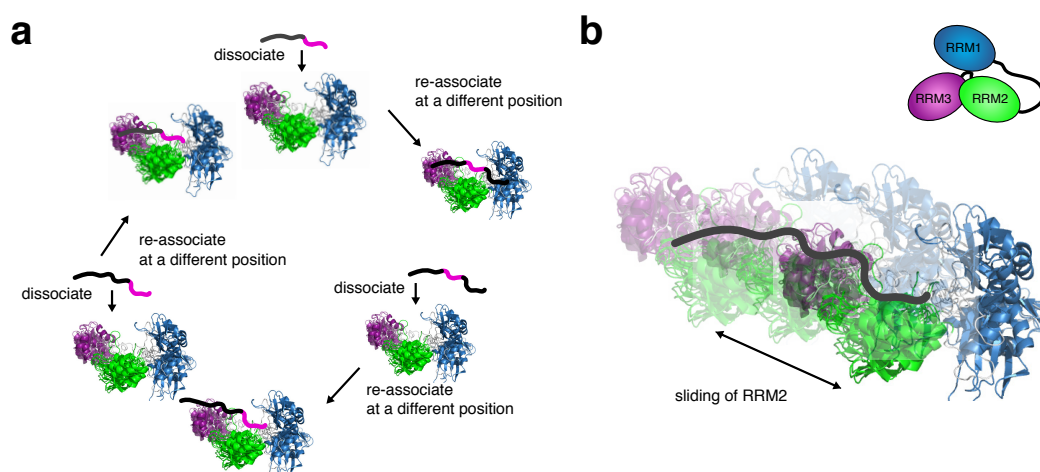 a
dissociate
re-associate
at a different position
re-associate
at a different position
dissociate
dissociate
re-associate
at a different position
b
RRM1
RRM3
RRM2
sliding of RRM2